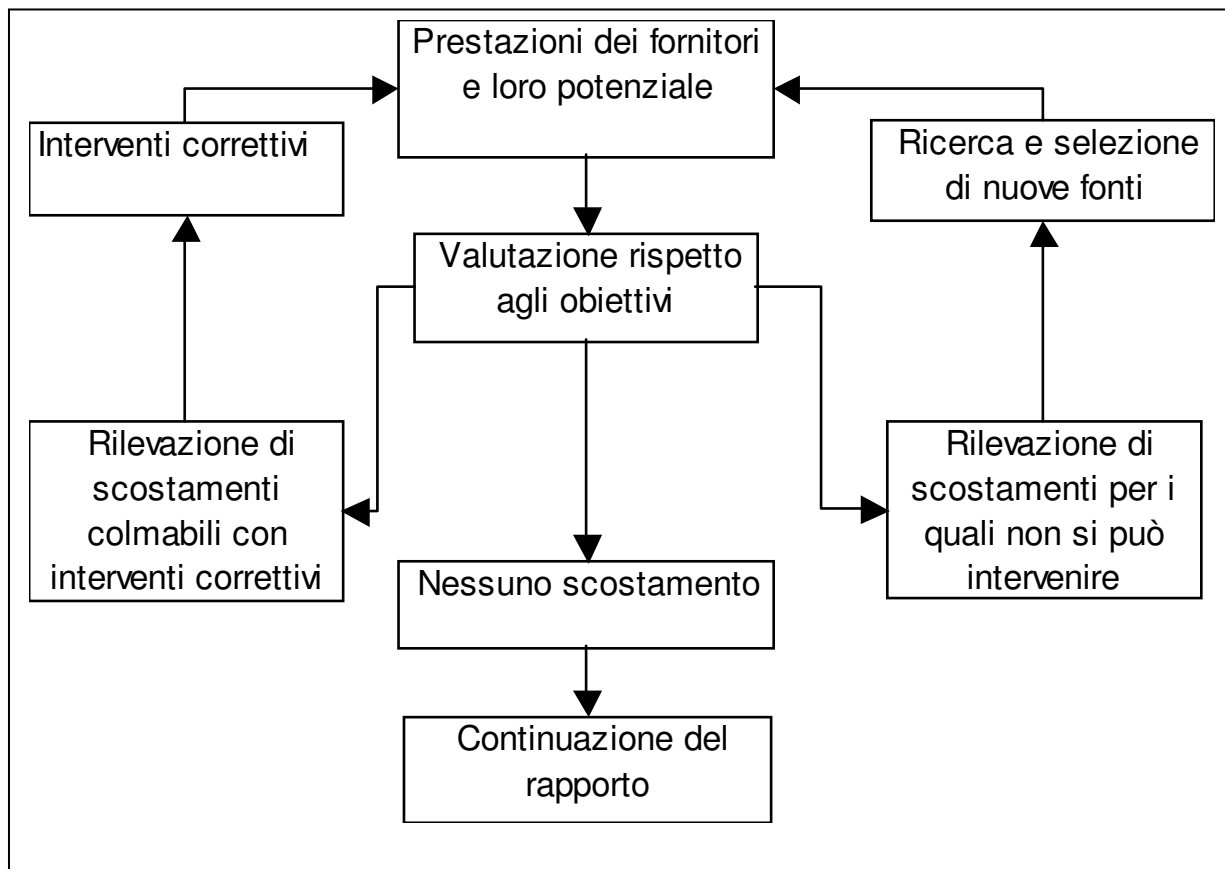 Prestazioni dei fornitori
e loro potenziale
Interventi correttivi
Ricerca e selezione
di nuove fonti
Valutazione rispetto
agli obiettivi
Rilevazione di
scostamenti
colmabili con
interventi correttivi
Nessuno scostamento
Rilevazione di
scostamenti per i
quali non si può
intervenire
Continuazione del
rapporto